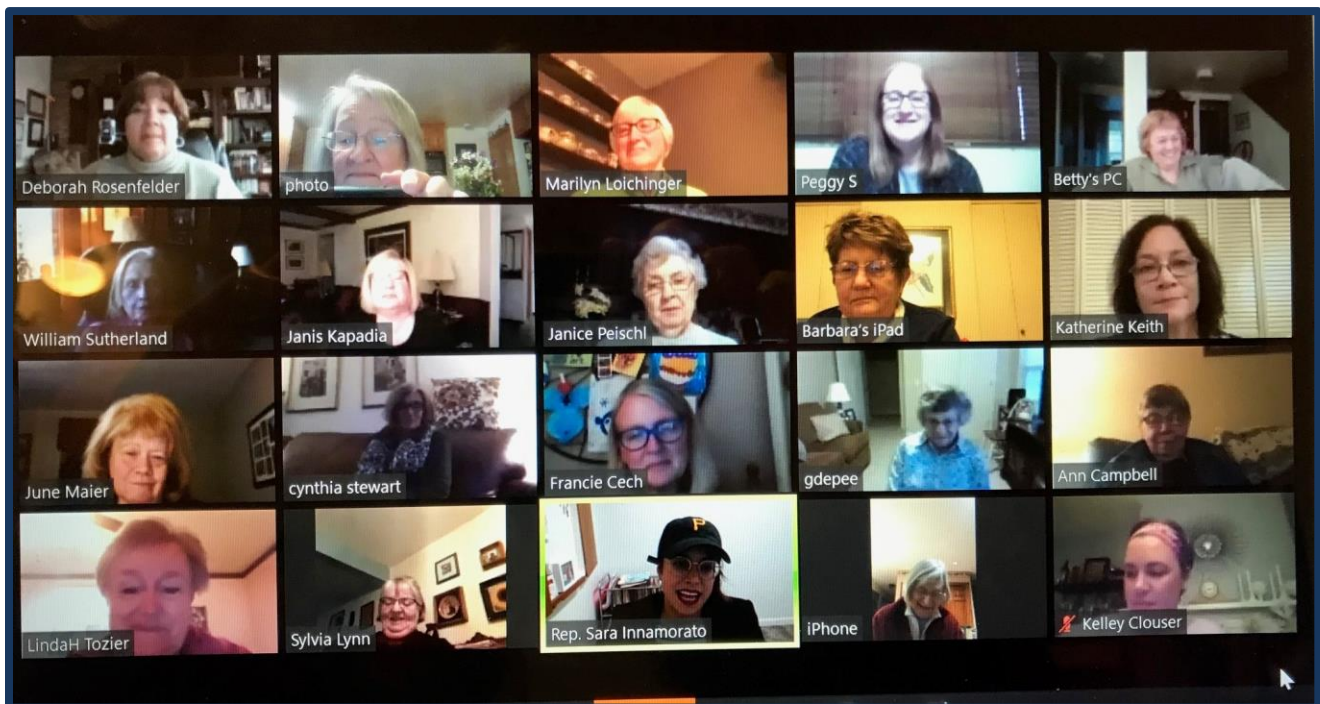 Deborah Rosenfelder
photo
Marilyn Loichinger
Peggy S
Betty's PC
William Sutherland
Janis Kapadia
Janice Peischl
Barbara's iPad
Katherine Keith
June Maier
cynthia stewart
Francie Cech
gdepee
Ann Campbell
LindaH Tozier
Sylvia Lynn
P
Rep. Sara Innamorato
iPhone
Kelley Clouser